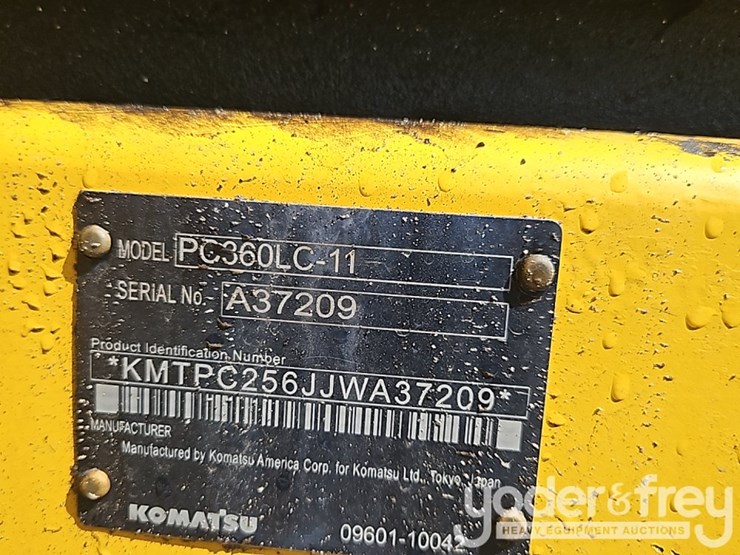 MODEL PC360LC-11
SERIAL No. A37209
Product Identification Number
**KMTPC256JJWA37209*
MANUFACTURER
Manufactured by Komatsu America Corp. for Komatsu Ltd., Tokyo, Japan
KOMATSU
09601-10042
yoder&frey
HEAVY EQUIPMENT AUCTIONS